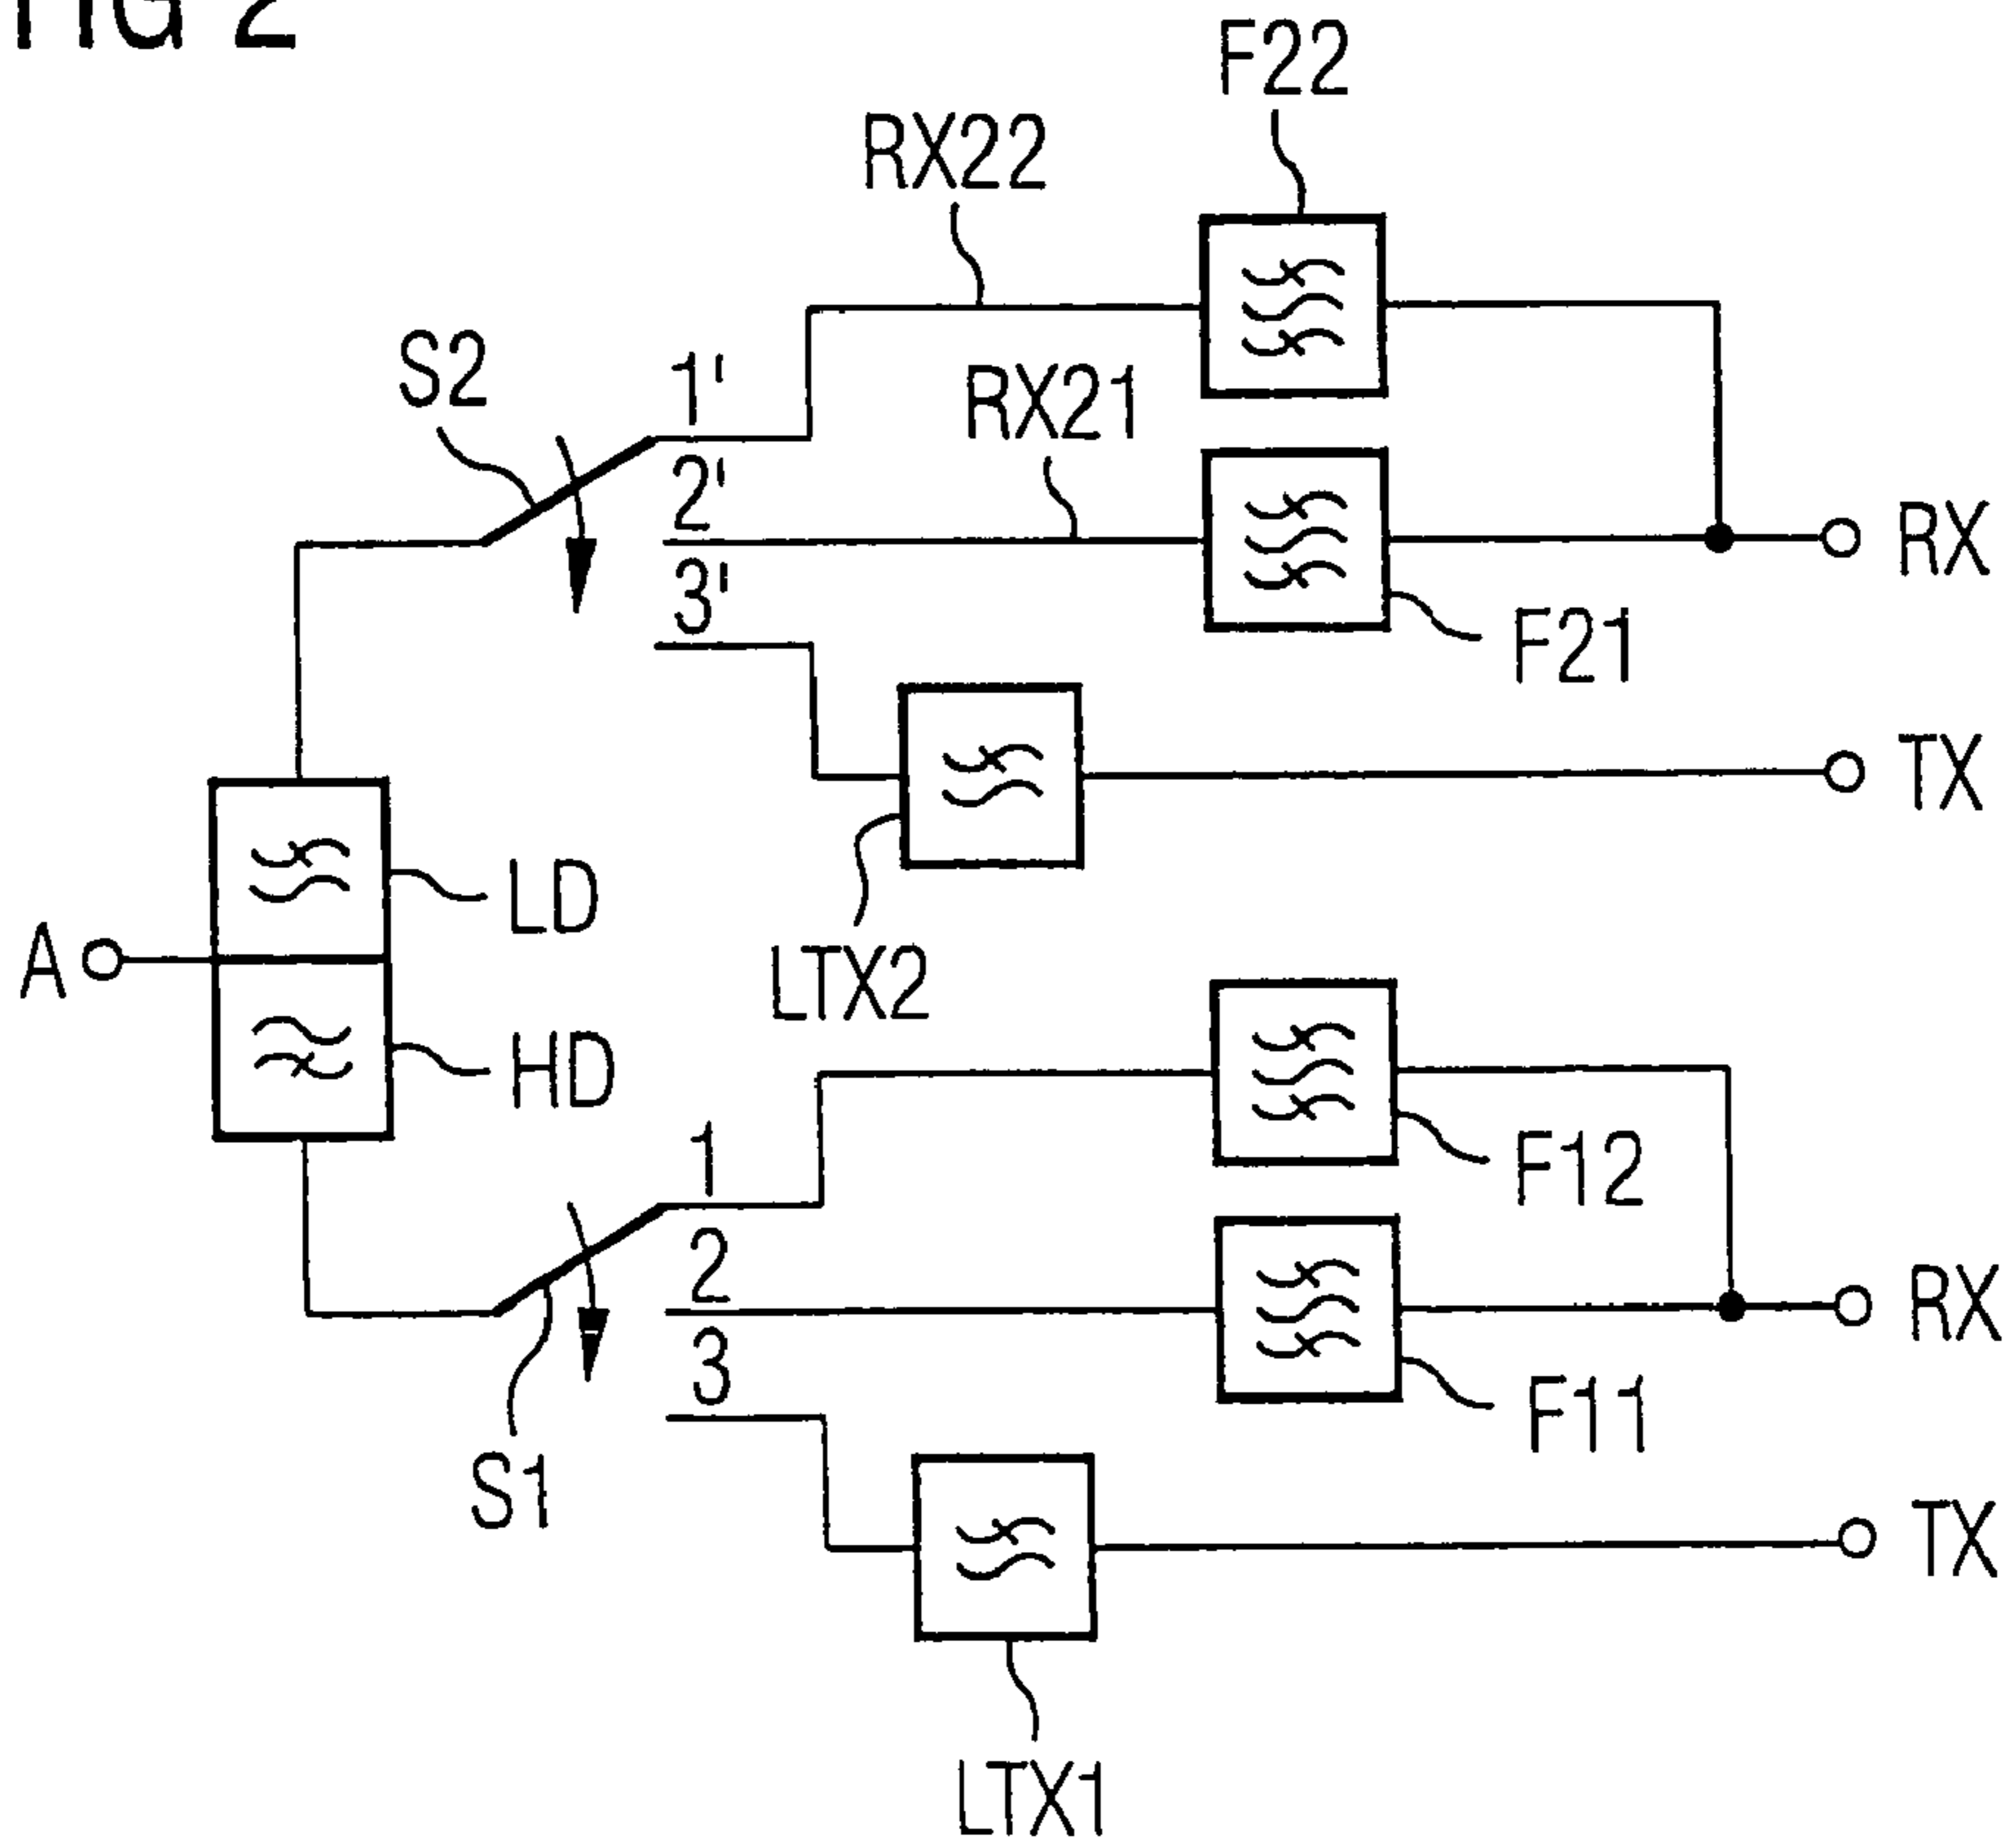 FIG 2
F22
RX22
S2
1'
RX21
2'
RX
3'
F21
TX
LD
A
LTX2
HD
1
F12
2
RX
3
F11
S1
TX
LTX1